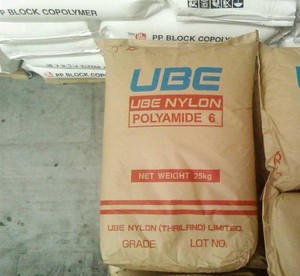 PP BLOCK COPOLYMER
PP BLOCK COPOLY
UBE
UBE NYLON
POLYAMIDE 6
NET WEIGHT 25kg
UBE NYLON (THAILAND) LIMITED.
GRADE LOT NO.